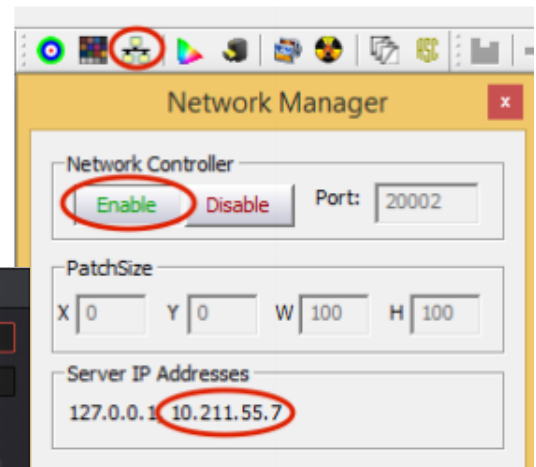 Network Manager
x
Network Controller
Enable Disable Port: 20002
PatchSize
X 0 Y 0 W 100 H 100
Server IP Addresses
127.0.0.1 10.211.55.7